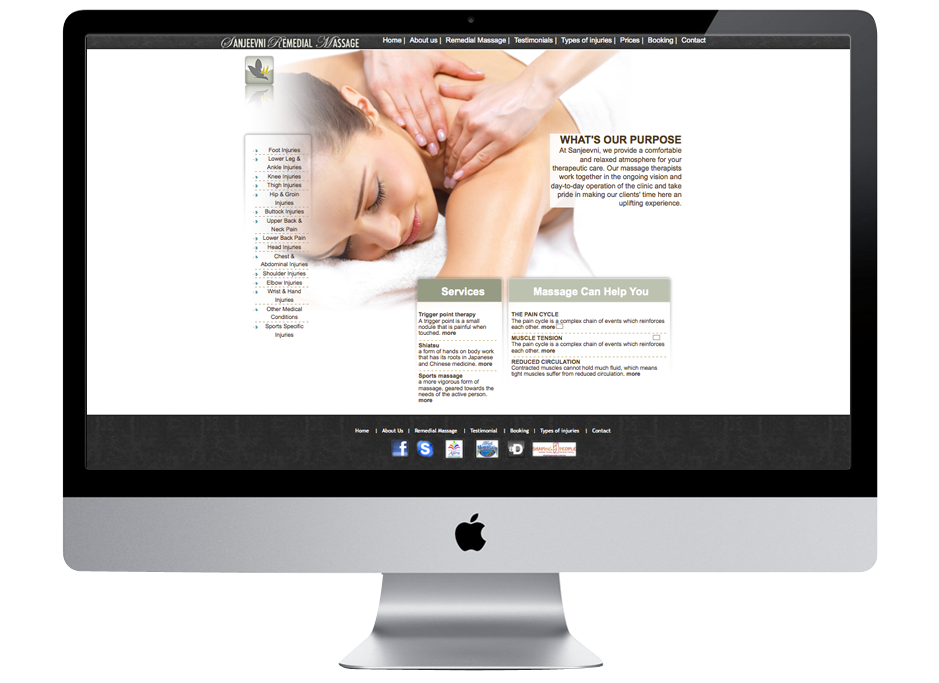 Sanjeevni Remedial Massage
Home | About us | Remedial Massage | Testimonials | Types of injuries | Prices | Booking | Contact
Foot Injuries
Lower Leg &
Ankle Injuries
Knee Injuries
Thigh Injuries
Hip & Groin
Injuries
Buttock Injuries
Upper Back &
Neck Pain
Lower Back Pain
Head Injuries
Chest &
Abdominal Injuries
Shoulder Injuries
Elbow Injuries
Wrist & Hand
Injuries
Other Medical
Conditions
Sports Specific
Injuries
WHAT'S OUR PURPOSE
At Sanjeevni, we provide a comfortable
and relaxed atmosphere for your
therapeutic care. Our massage therapists
work together in the ongoing vision and
day-to-day operation of the clinic and take
pride in making our clients' time here an
uplifting experience.
Services
Trigger point therapy
A trigger point is a small
nodule that is painful when
touched. more
Shiatsu
a form of hands on body work
that has its roots in Japanese
and Chinese medicine. more
Sports massage
a more vigorous form of
massage, geared towards the
needs of the active person.
more
Massage Can Help You
THE PAIN CYCLE
The pain cycle is a complex chain of events which reinforces
each other. more
MUSCLE TENSION
The pain cycle is a complex chain of events which reinforces
each other. more
REDUCED CIRCULATION
Contracted muscles cannot hold much fluid, which means
tight muscles suffer from reduced circulation. more
Home | About Us | Remedial Massage | Testimonial | Booking | Types of injuries | Contact
f
S
D